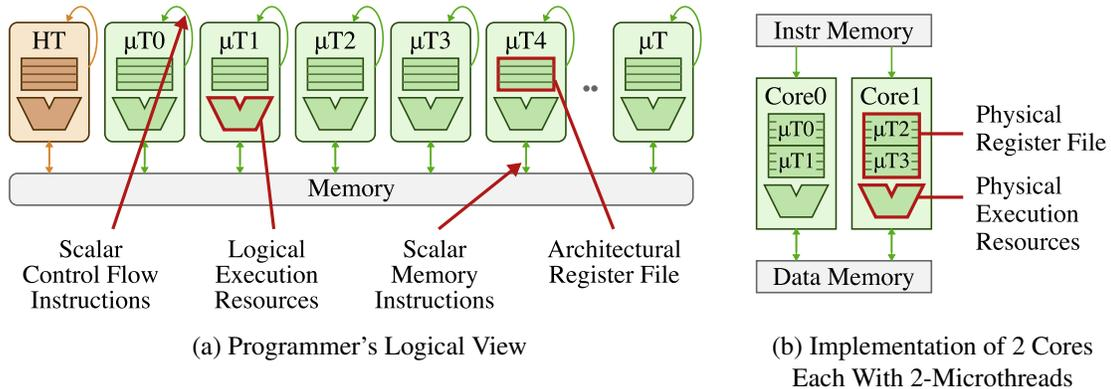 HT
μT0
μT1
μT2
μT3
μT4
μT
Memory
Scalar
Control Flow
Instructions
Logical
Execution
Resources
Scalar
Memory
Instructions
Architectural
Register File
(a) Programmer's Logical View
Instr Memory
Core0
μT0
μT1
Core1
μT2
μT3
Data Memory
Physical
Register File
Physical
Execution
Resources
(b) Implementation of 2 Cores
Each With 2-Microthreads